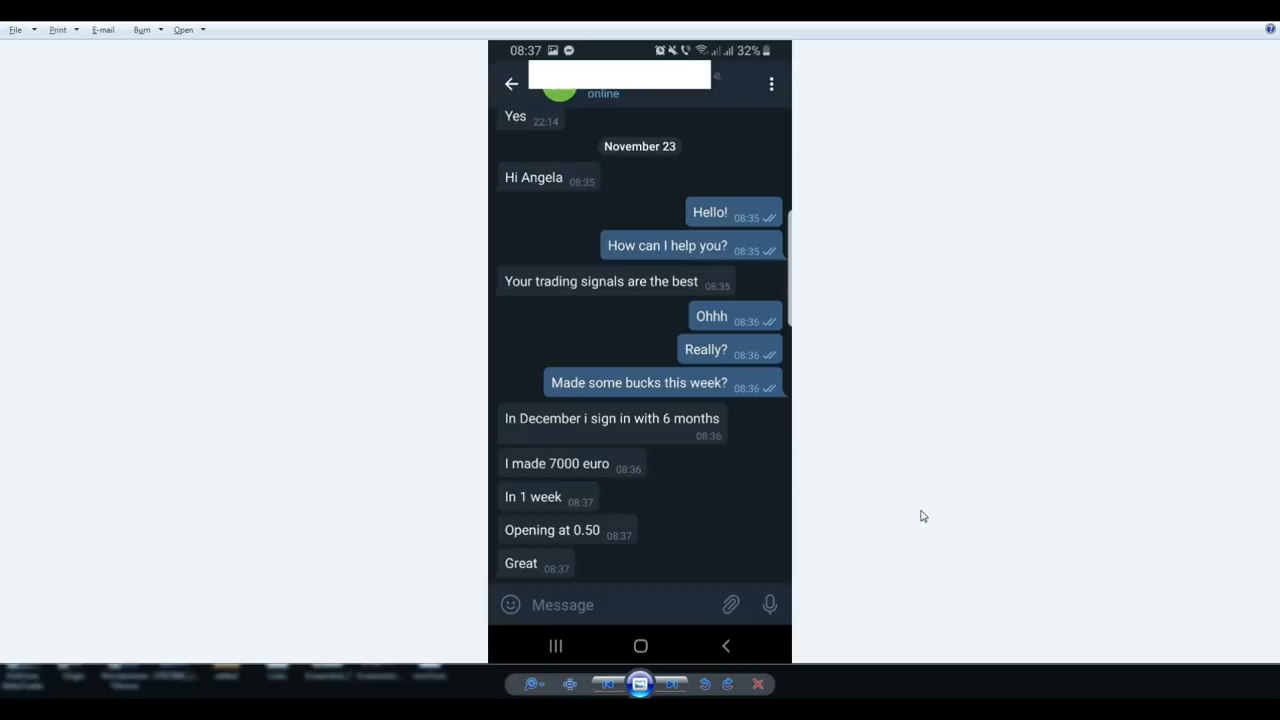 File Print E-mail Burn Open
08:37 32%
online
Yes 22:14
November 23
Hi Angela 08:35
Hello! 08:35
How can I help you? 08:35
Your trading signals are the best 08:35
Ohhh 08:36
Really? 08:36
Made some bucks this week? 08:36
In December i sign in with 6 months
08:36
I made 7000 euro 08:36
In 1 week 08:37
Opening at 0.50 08:37
Great 08:37
Message